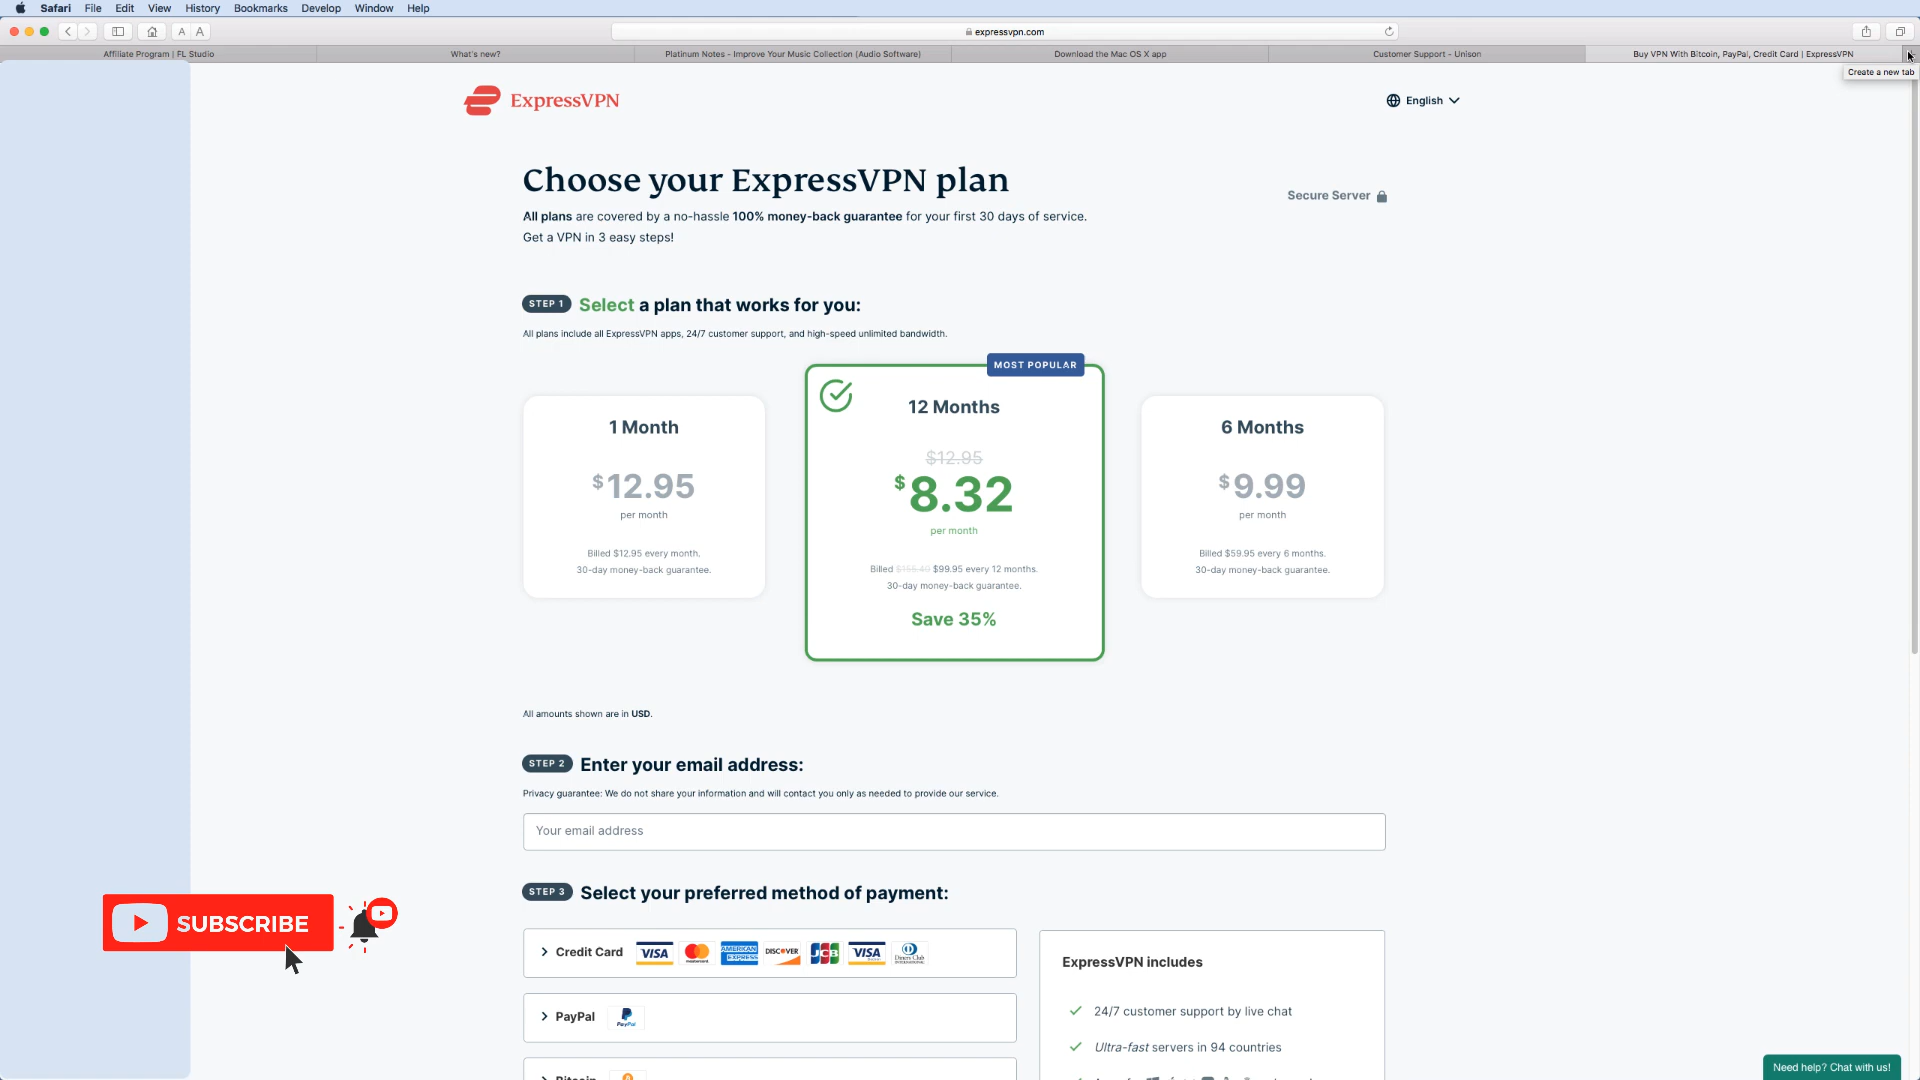 Safari File Edit View History Bookmarks Develop Window Help
A A
expressvpn.com
Affiliate Program | FL Studio
What's new?
Platinum Notes - Improve Your Music Collection (Audio Software)
Download the Mac OS X app
Customer Support - Unison
Buy VPN With Bitcoin, PayPal, Credit Card | ExpressVPN
Create a new tab
ExpressVPN
English
Choose your ExpressVPN plan
Secure Server
All plans are covered by a no-hassle 100% money-back guarantee for your first 30 days of service.
Get a VPN in 3 easy steps!
STEP 1 Select a plan that works for you:
All plans include all ExpressVPN apps, 24/7 customer support, and high-speed unlimited bandwidth.
1 Month
$12.95
per month
Billed $12.95 every month.
30-day money-back guarantee.
MOST POPULAR
12 Months
$12.95
$8.32
per month
Billed $155.40 $99.95 every 12 months.
30-day money-back guarantee.
Save 35%
6 Months
$9.99
per month
Billed $59.95 every 6 months.
30-day money-back guarantee.
All amounts shown are in USD.
STEP 2 Enter your email address:
Privacy guarantee: We do not share your information and will contact you only as needed to provide our service.
Your email address
STEP 3 Select your preferred method of payment:
Credit Card VISA mastercard AMERICAN EXPRESS DISCOVER JCB VISA Diners Club INTERNATIONAL
PayPal PayPal
ExpressVPN includes
24/7 customer support by live chat
Ultra-fast servers in 94 countries
SUBSCRIBE
Need help? Chat with us!